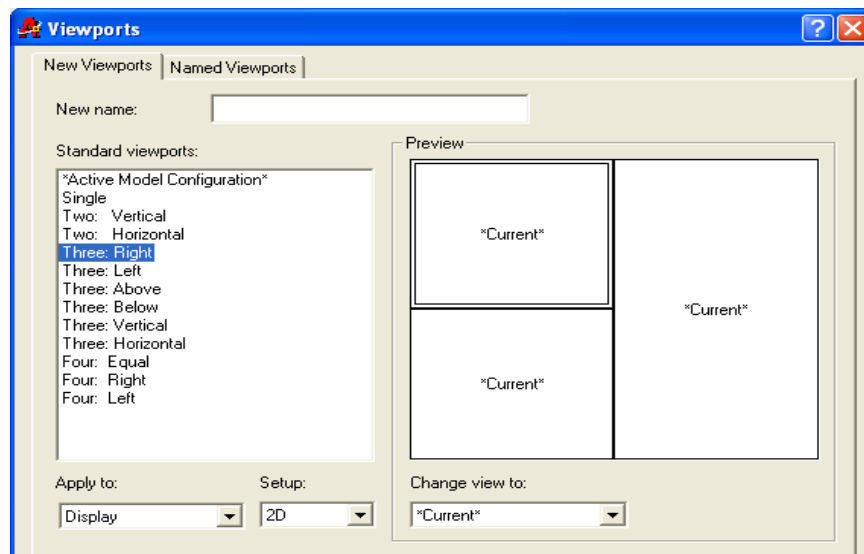 Viewports
New Viewports
Named Viewports
New name:
Standard viewports:
*Active Model Configuration*
Single
Two: Vertical
Two: Horizontal
Three: Right
Three: Left
Three: Above
Three: Below
Three: Vertical
Three: Horizontal
Four: Equal
Four: Right
Four: Left
Apply to:
Display
Setup:
2D
Preview
*Current*
*Current*
*Current*
Change view to:
*Current*